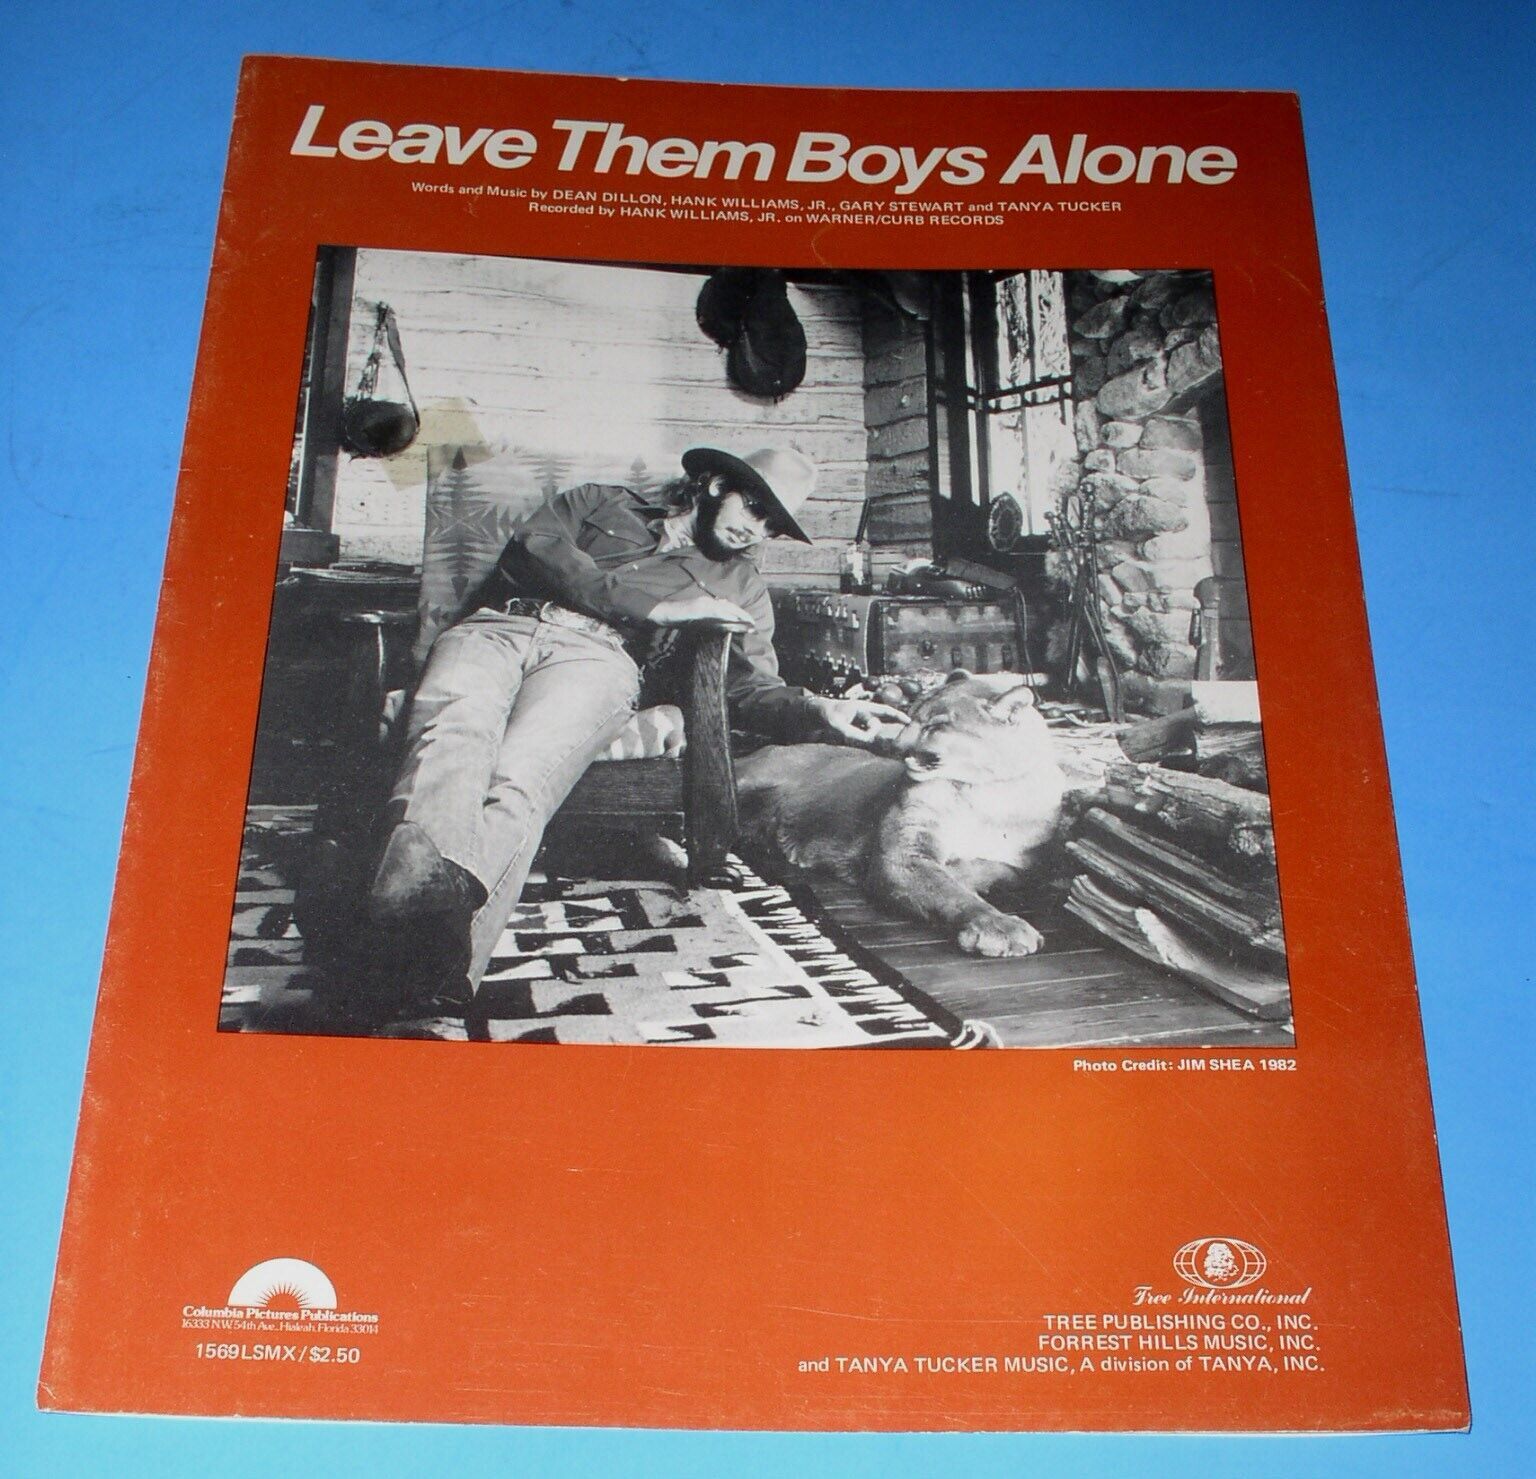 Leave Them Boys Alone
Words and Music by DEAN DILLON, HANK WILLIAMS, JR., GARY STEWART and TANYA TUCKER
Recorded by HANK WILLIAMS, JR. on WARNER/CURB RECORDS
Photo Credit: JIM SHEA 1982
Columbia Pictures Publications
16333 N.W. 54th Ave., Hialeah, Florida 33014
1569LSMX/$2.50
Tree International
TREE PUBLISHING CO., INC.
FORREST HILLS MUSIC, INC.
and TANYA TUCKER MUSIC, A division of TANYA, INC.